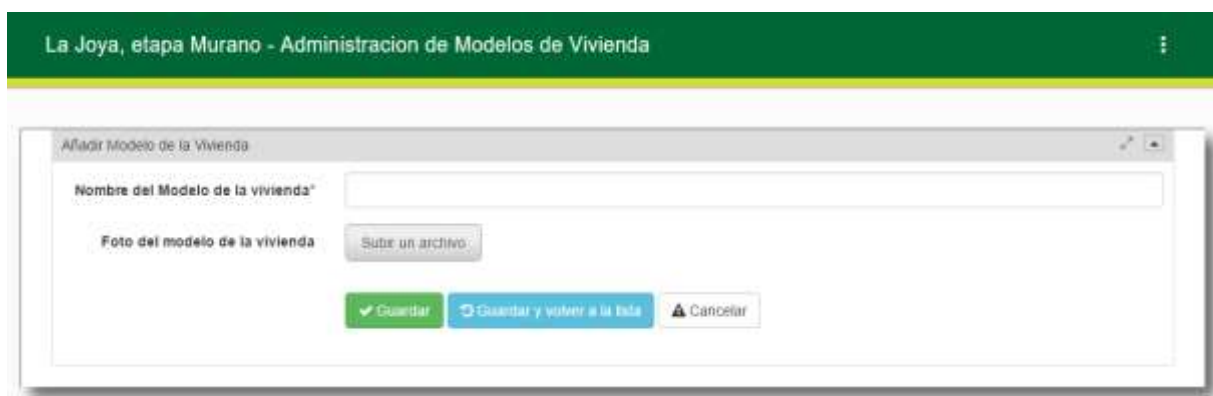 La Joya, etapa Murano - Administracion de Modelos de Vivienda
Añadir Modelo de la Vivienda
Nombre del Modelo de la vivienda*
Foto del modelo de la vivienda
Subir un archivo
Guardar
Guardar y volver a la lista
Cancelar